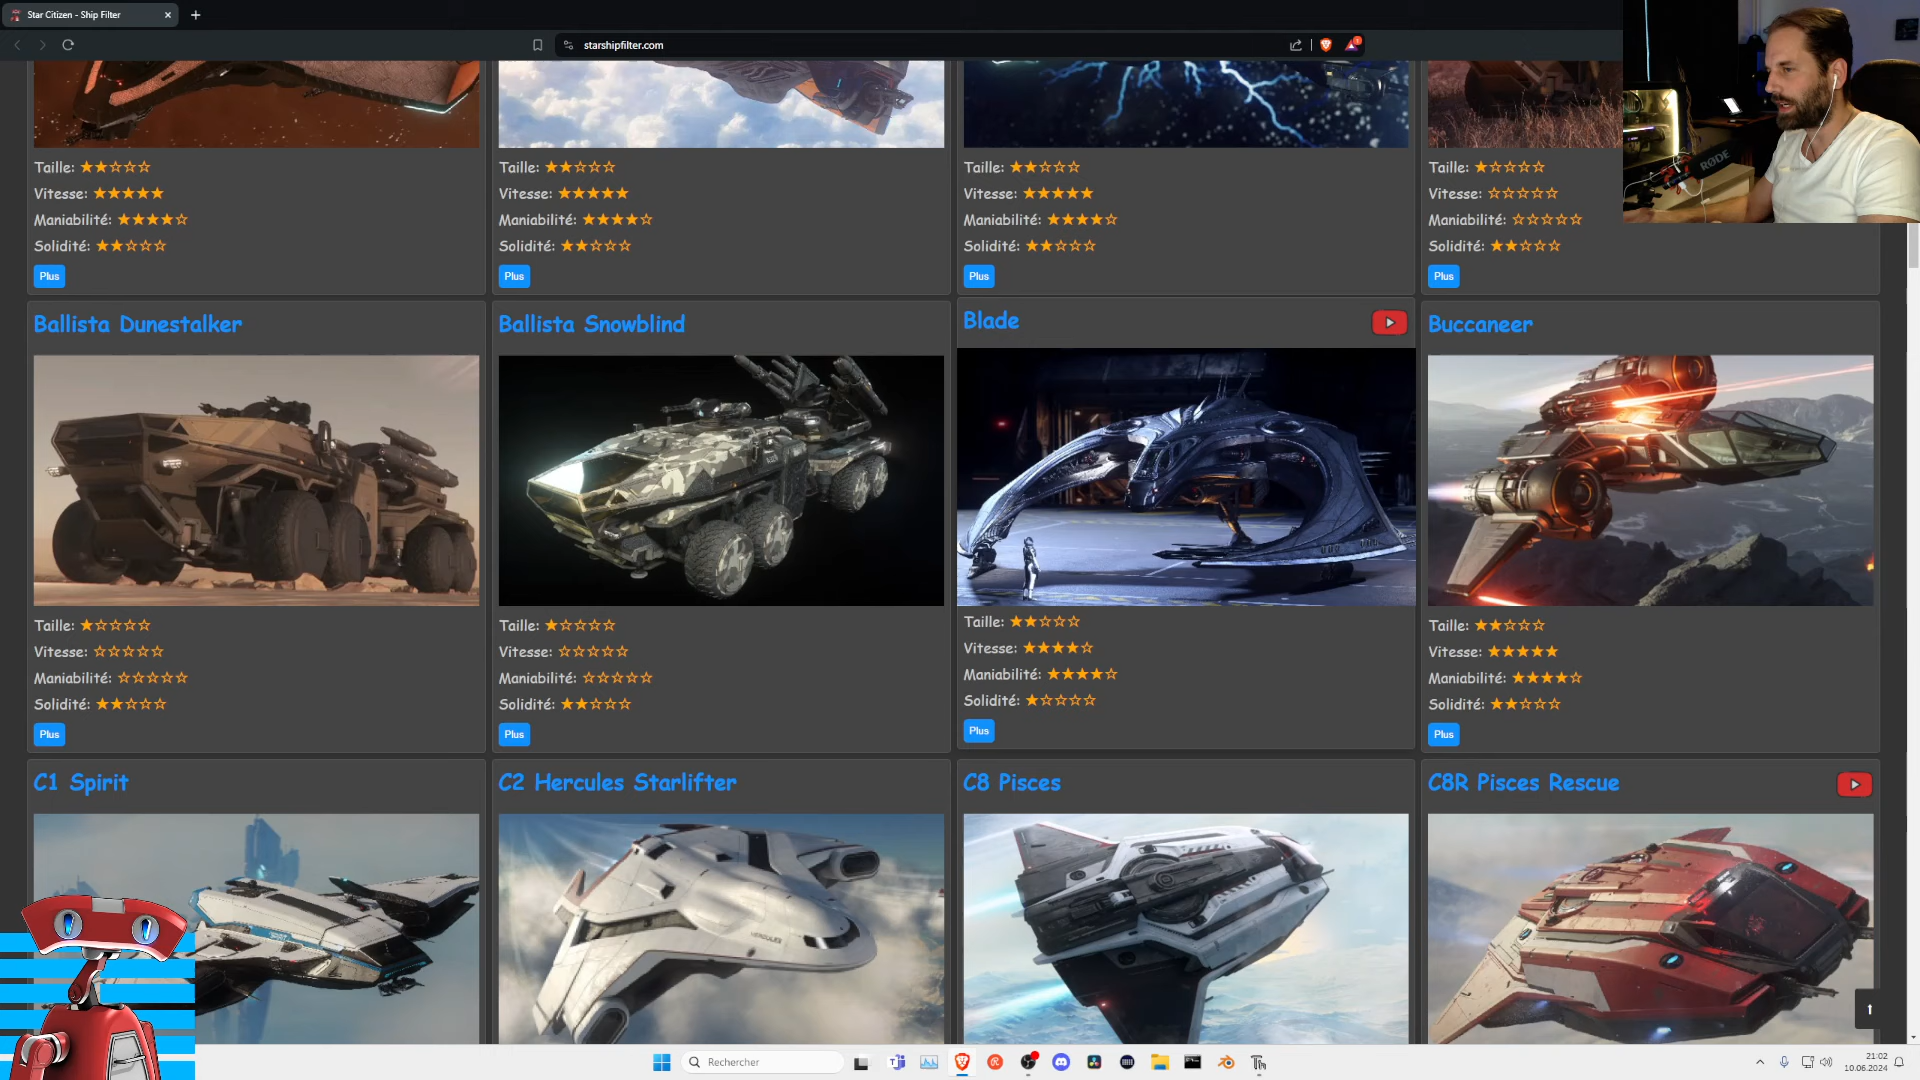 Star Citizen - Ship Filter
starshipfilter.com
RØDE
Taille: ★★☆☆☆
Vitesse: ★★★★★
Maniabilité: ★★★★☆
Solidité: ★★☆☆☆
Plus
Taille: ★★☆☆☆
Vitesse: ★★★★★
Maniabilité: ★★★★☆
Solidité: ★★☆☆☆
Plus
Taille: ★★☆☆☆
Vitesse: ★★★★★
Maniabilité: ★★★★☆
Solidité: ★★☆☆☆
Plus
Taille: ★☆☆☆☆
Vitesse: ☆☆☆☆☆
Maniabilité: ☆☆☆☆☆
Solidité: ★★☆☆☆
Plus
Ballista Dunestalker
Taille: ★☆☆☆☆
Vitesse: ☆☆☆☆☆
Maniabilité: ☆☆☆☆☆
Solidité: ★★☆☆☆
Plus
Ballista Snowblind
Taille: ★☆☆☆☆
Vitesse: ☆☆☆☆☆
Maniabilité: ☆☆☆☆☆
Solidité: ★★☆☆☆
Plus
Blade
Taille: ★★☆☆☆
Vitesse: ★★★★☆
Maniabilité: ★★★★☆
Solidité: ★☆☆☆☆
Plus
Buccaneer
Taille: ★★☆☆☆
Vitesse: ★★★★★
Maniabilité: ★★★★☆
Solidité: ★★☆☆☆
Plus
C1 Spirit
C2 Hercules Starlifter
HERCULES
C8 Pisces
C8R Pisces Rescue
Rechercher
21:02
10.06.2024